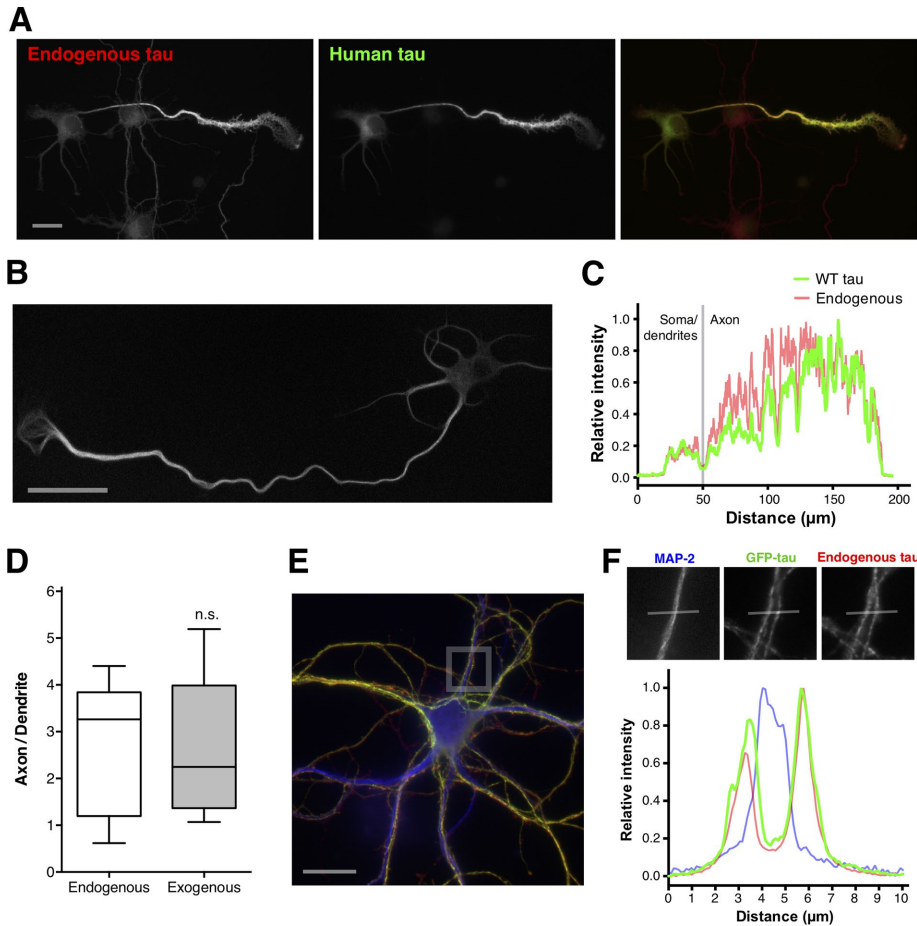 A
Endogenous tau
Human tau
B
C
WT tau
Endogenous
Soma/
dendrites
Axon
Relative intensity
1.0
0.8
0.6
0.4
0.2
0.0
0 50 100 150 200
Distance (µm)
D
Axon / Dendrite
6
5
4
3
2
1
0
n.s.
Endogenous Exogenous
E
F
MAP-2 GFP-tau Endogenous tau
Relative intensity
1.0
0.8
0.6
0.4
0.2
0.0
0 1 2 3 4 5 6 7 8 9 10
Distance (µm)